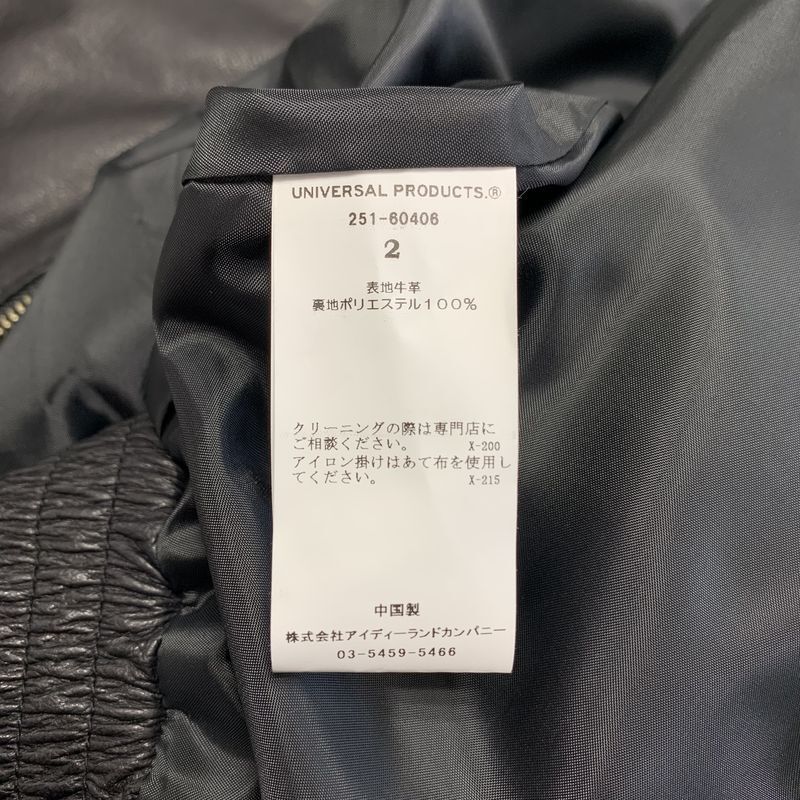 UNIVERSAL PRODUCTS.®
251-60406
2
表地牛革
裏地ポリエステル100%
クリーニングの際は専門店に
ご相談ください。 X-200
アイロン掛けはあて布を使用し
てください。 X-215
中国製
株式会社アイディーランドカンパニー
03-5459-5466